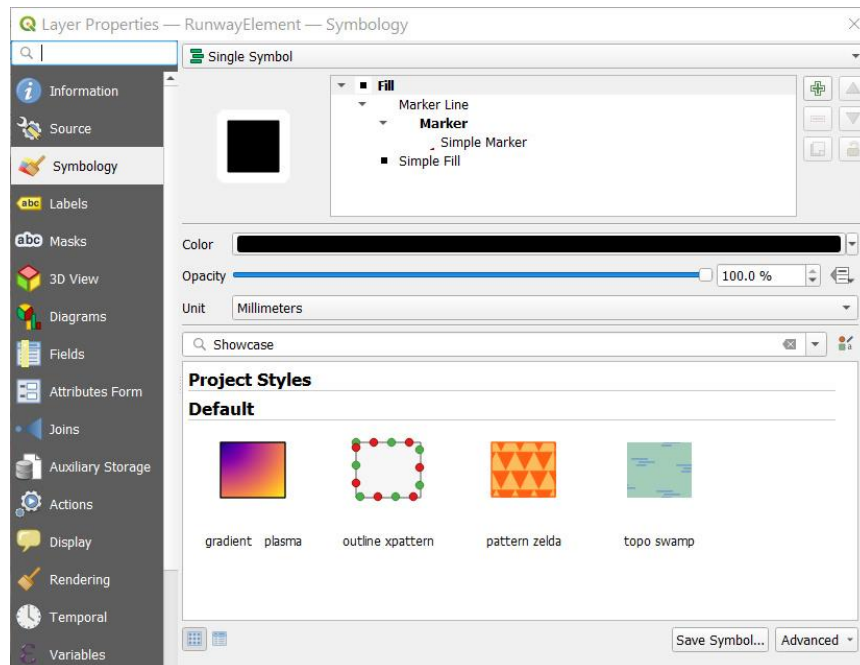 Layer Properties — RunwayElement — Symbology
Single Symbol
Information
Source
Symbology
abc Labels
abc Masks
3D View
Diagrams
Fields
Attributes Form
Joins
Auxiliary Storage
Actions
Display
Rendering
Temporal
Variables
Fill
Marker Line
Marker
Simple Marker
Simple Fill
Color
Opacity 100.0 %
Unit Millimeters
Showcase
Project Styles
Default
gradient plasma outline xpattern pattern zelda topo swamp
Save Symbol... Advanced